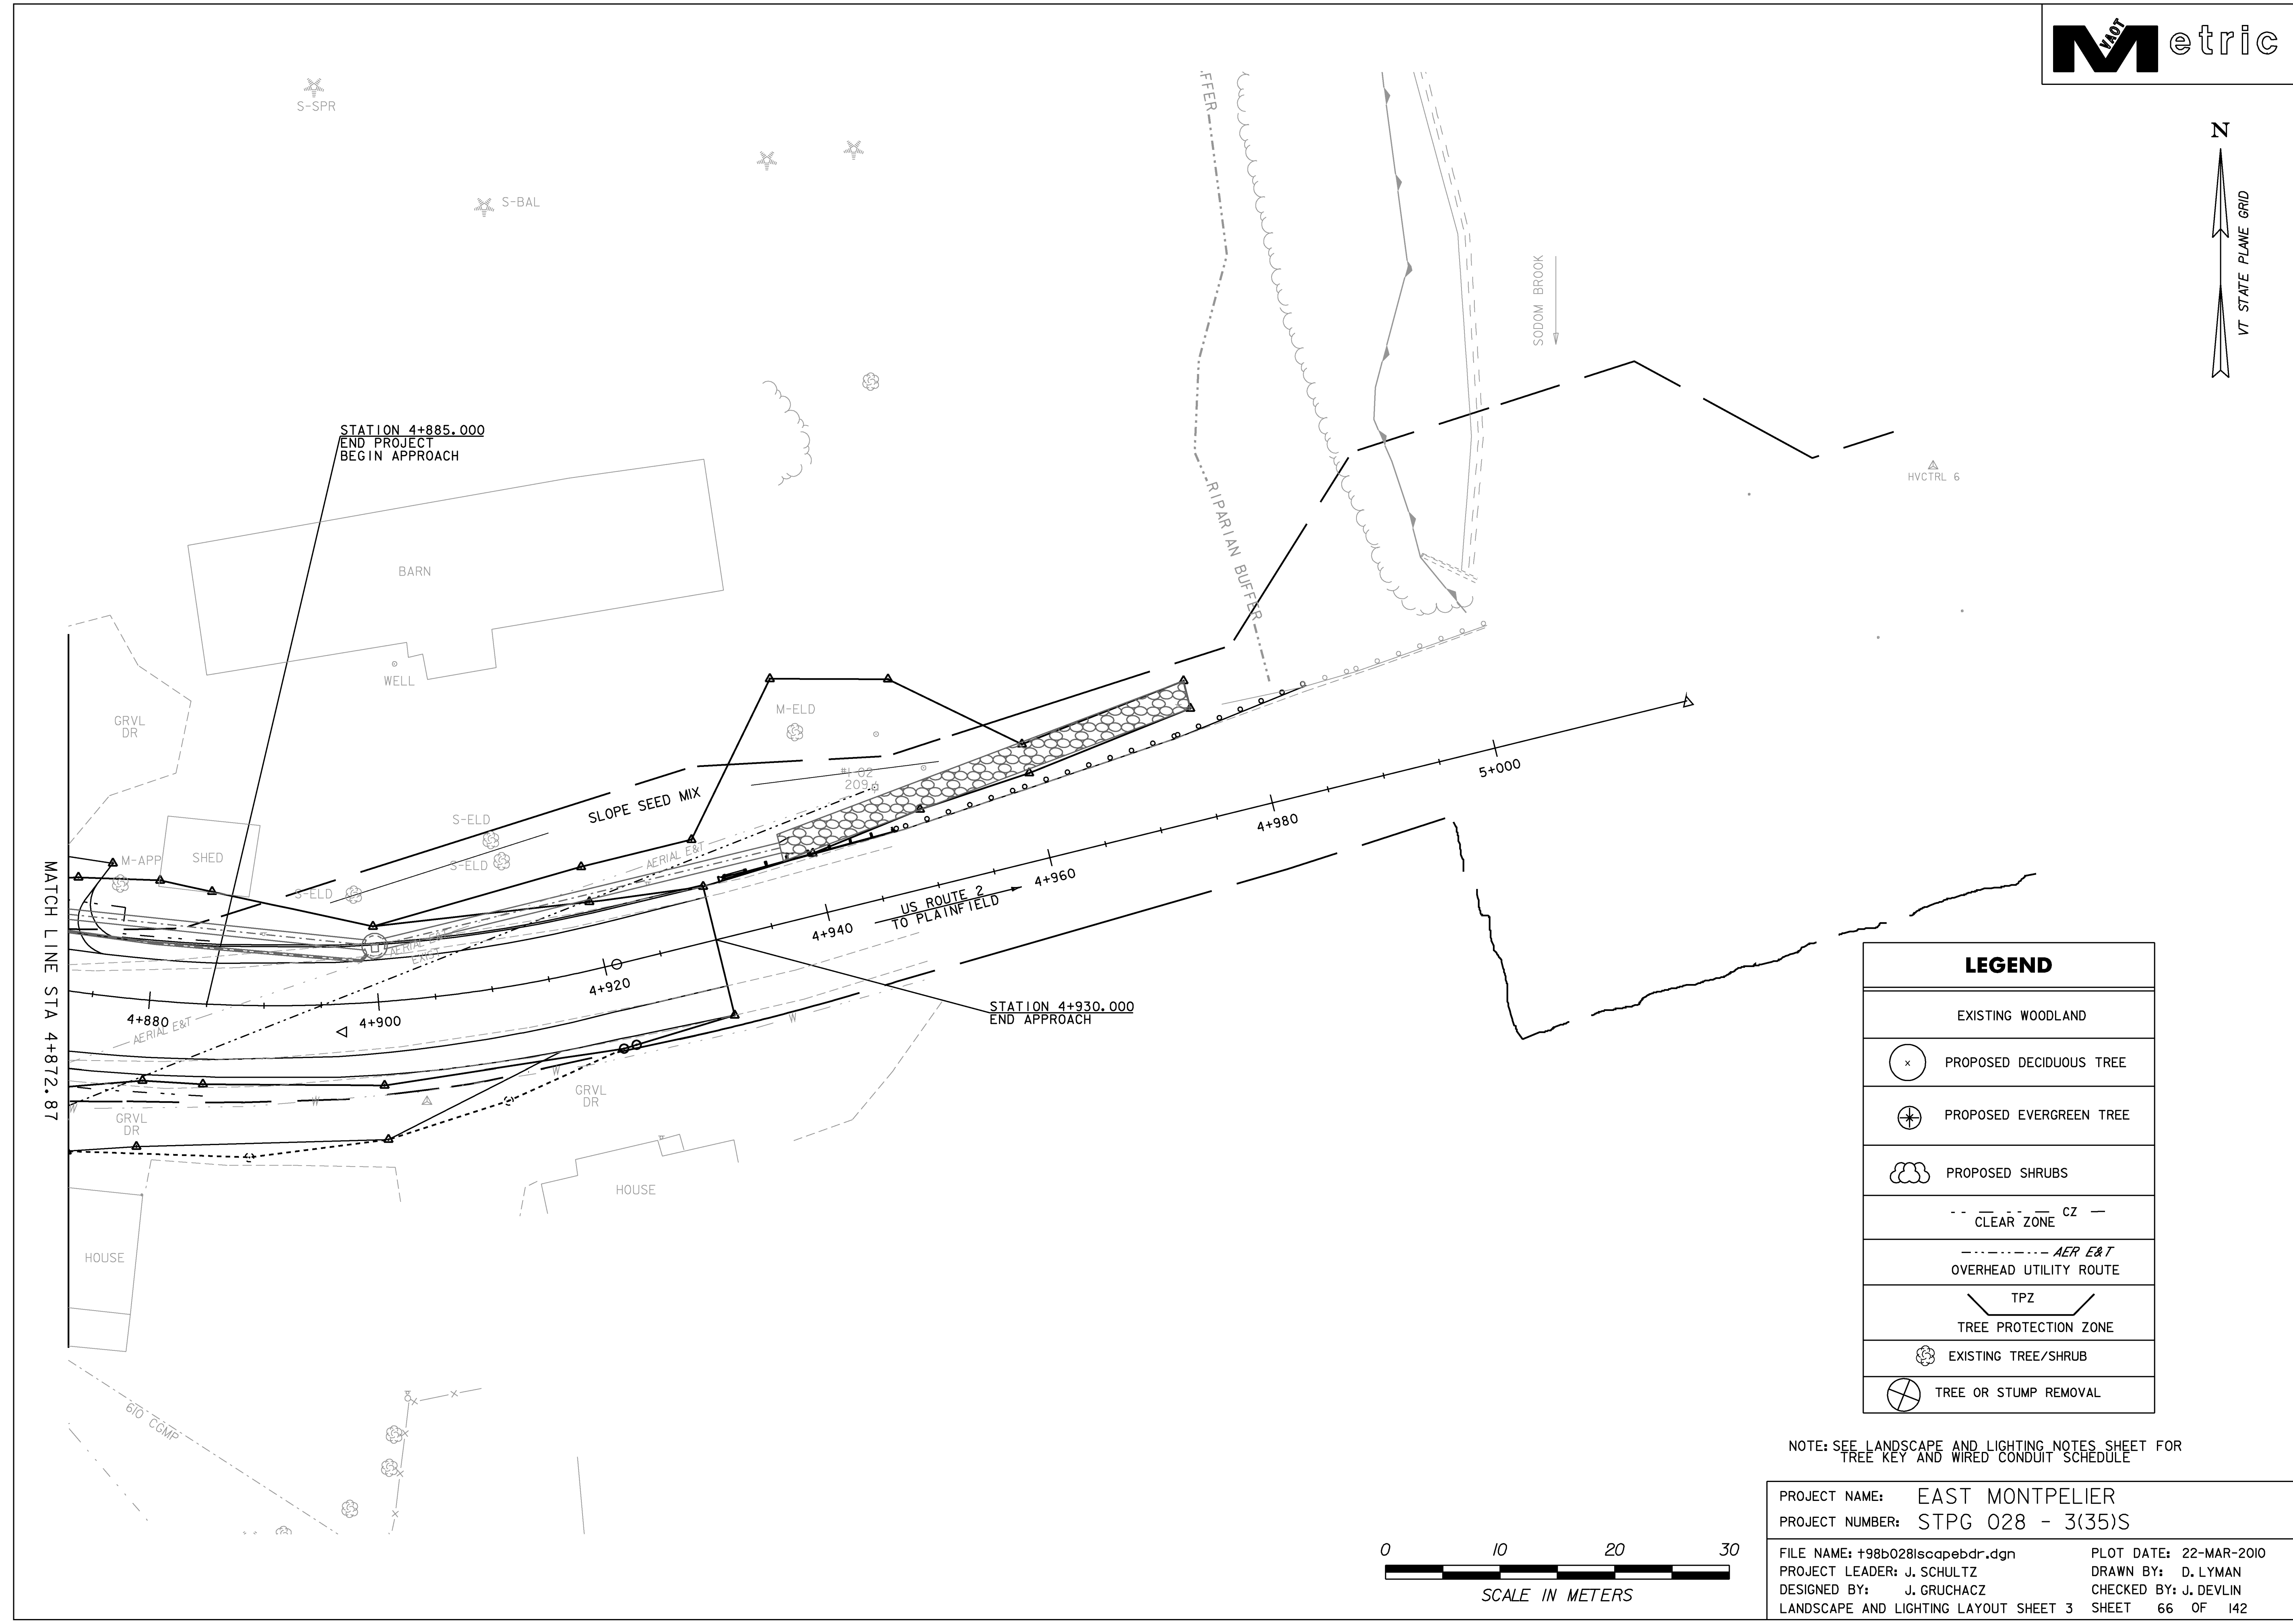 VAOT
Metric
N
VT STATE PLANE GRID
S-SPR
S-BAL
FFER
SODOM BROOK
STATION 4+885.000
END PROJECT
BEGIN APPROACH
HVCTRL 6
RIPARIAN BUFFER
BARN
WELL
GRVL
DR
M-ELD
#1-02
209
SLOPE SEED MIX
S-ELD
S-ELD
S-ELD
AERIAL E&T
M-APP
SHED
MATCH LINE STA 4+872.87
AERIAL E&T
EXIST
AERIAL E&T
4+880
4+900
4+920
4+940
4+960
4+980
5+000
US ROUTE 2
TO PLAINFIELD
STATION 4+930.000
END APPROACH
W
W
W
W
GRVL
DR
GRVL
DR
HOUSE
HOUSE
610 CGMP
LEGEND
EXISTING WOODLAND
PROPOSED DECIDUOUS TREE
PROPOSED EVERGREEN TREE
PROPOSED SHRUBS
CZ
CLEAR ZONE
AER E&T
OVERHEAD UTILITY ROUTE
TPZ
TREE PROTECTION ZONE
EXISTING TREE/SHRUB
TREE OR STUMP REMOVAL
NOTE: SEE LANDSCAPE AND LIGHTING NOTES SHEET FOR
TREE KEY AND WIRED CONDUIT SCHEDULE
0 10 20 30
SCALE IN METERS
PROJECT NAME: EAST MONTPELIER
PROJECT NUMBER: STPG 028 - 3(35)S
FILE NAME: t98b028lscapebdr.dgn PLOT DATE: 22-MAR-2010
PROJECT LEADER: J. SCHULTZ DRAWN BY: D. LYMAN
DESIGNED BY: J. GRUCHACZ CHECKED BY: J. DEVLIN
LANDSCAPE AND LIGHTING LAYOUT SHEET 3 SHEET 66 OF 142